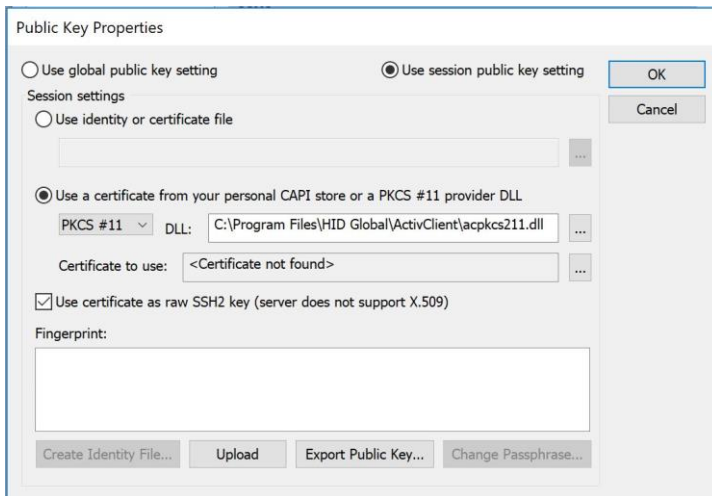 Public Key Properties
Use global public key setting Use session public key setting OK
Session settings Cancel
Use identity or certificate file
...
Use a certificate from your personal CAPI store or a PKCS #11 provider DLL
PKCS #11 DLL: C:\Program Files\HID Global\ActivClient\acpkcs211.dll ...
Certificate to use: <Certificate not found> ...
Use certificate as raw SSH2 key (server does not support X.509)
Fingerprint:
Create Identity File... Upload Export Public Key... Change Passphrase...